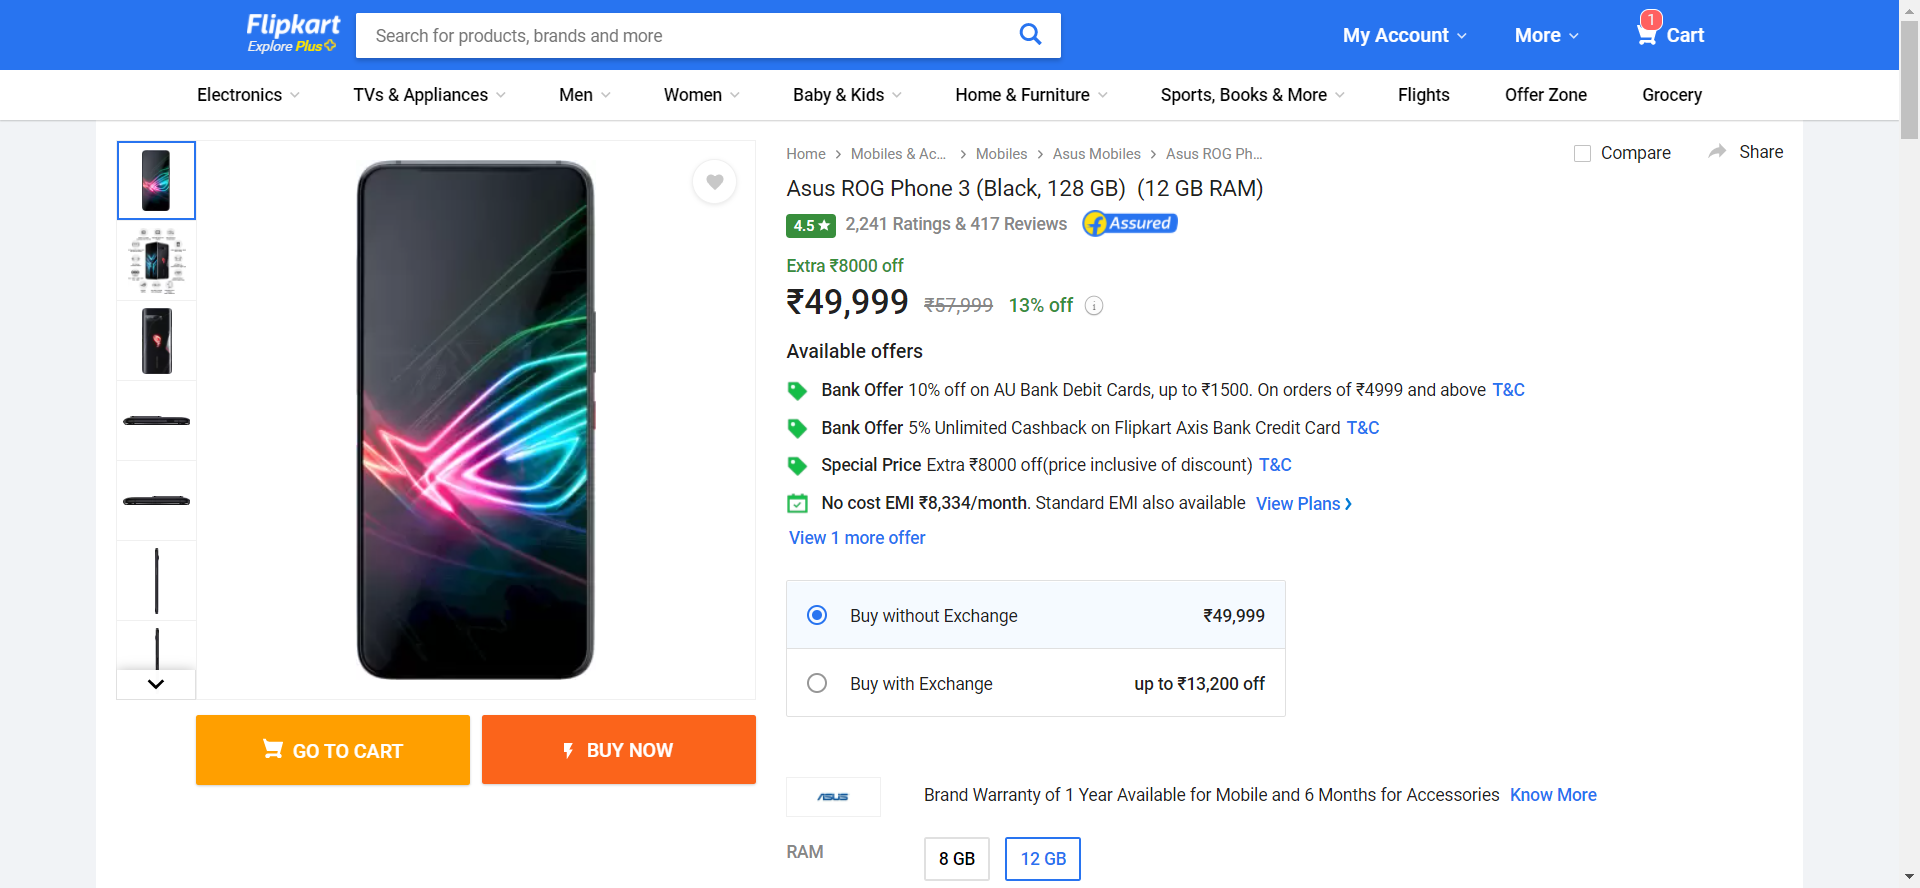 Flipkart
Explore Plus
Search for products, brands and more
My Account
More
1
Cart
Electronics
TVs & Appliances
Men
Women
Baby & Kids
Home & Furniture
Sports, Books & More
Flights
Offer Zone
Grocery
Home
Mobiles & Ac...
Mobiles
Asus Mobiles
Asus ROG Ph...
Compare
Share
Asus ROG Phone 3 (Black, 128 GB)  (12 GB RAM)
4.5★
2,241 Ratings & 417 Reviews
Assured
Extra ₹8000 off
₹49,999 ₹57,999 13% off
Available offers
Bank Offer 10% off on AU Bank Debit Cards, up to ₹1500. On orders of ₹4999 and above T&C
Bank Offer 5% Unlimited Cashback on Flipkart Axis Bank Credit Card T&C
Special Price Extra ₹8000 off(price inclusive of discount) T&C
No cost EMI ₹8,334/month. Standard EMI also available View Plans
View 1 more offer
Buy without Exchange ₹49,999
Buy with Exchange up to ₹13,200 off
GO TO CART
BUY NOW
ASUS
Brand Warranty of 1 Year Available for Mobile and 6 Months for Accessories Know More
RAM
8 GB
12 GB